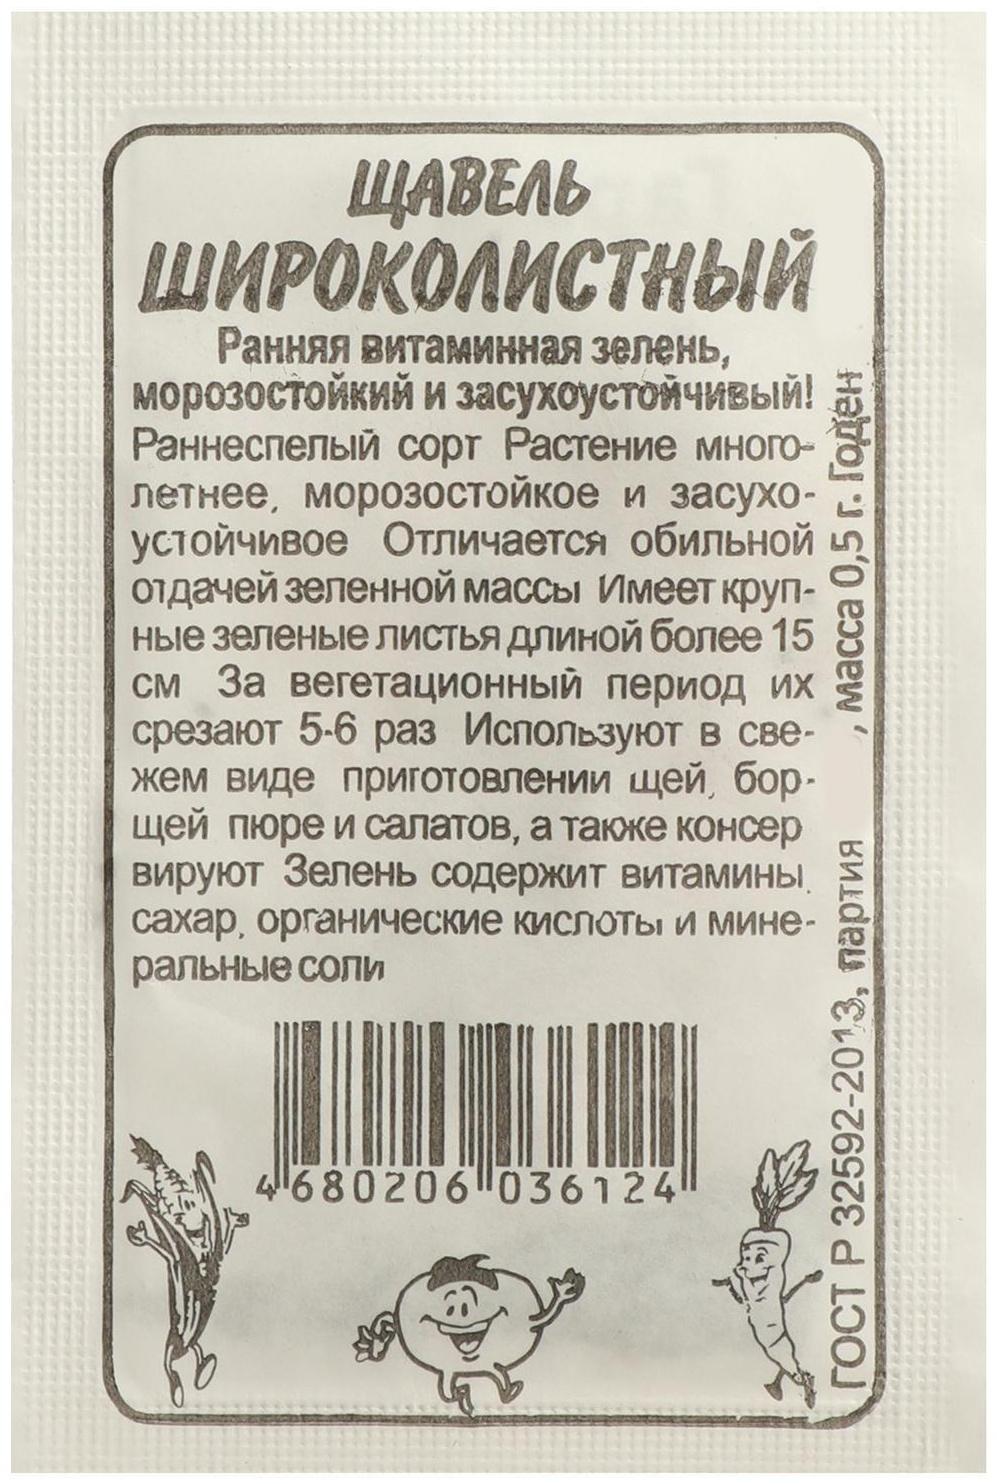 ЩАВЕЛЬ
ШИРОКОЛИСТНЫЙ
Ранняя витаминная зелень,
морозостойкий и засухоустойчивый!
Раннеспелый сорт Растение много-
летнее, морозостойкое и засухо-
устойчивое Отличается обильной
отдачей зеленной массы Имеет круп-
ные зеленые листья длиной более 15
см За вегетационный период их
срезают 5-6 раз Используют в све-
жем виде приготовлении щей, бор-
щей пюре и салатов, а также консер
вируют Зелень содержит витамины,
сахар, органические кислоты и мине-
ральные соли
4 680206 036124
ГОСТ Р 32592-2013, партия , масса 0,5 г. Годен